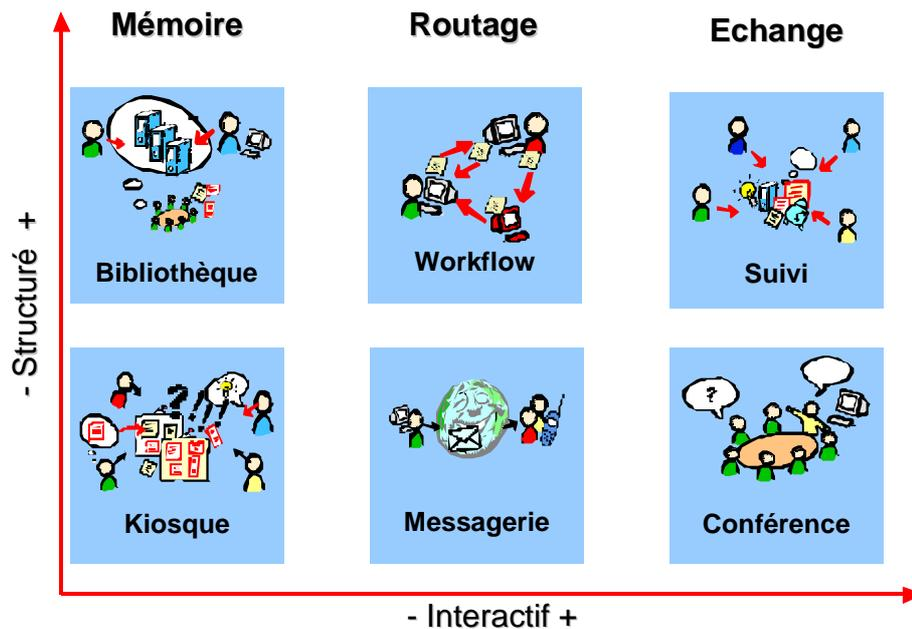 Mémoire
Routage
Echange
Bibliothèque
Workflow
Suivi
- Structuré +
?
?
Kiosque
Messagerie
Conférence
- Interactif +